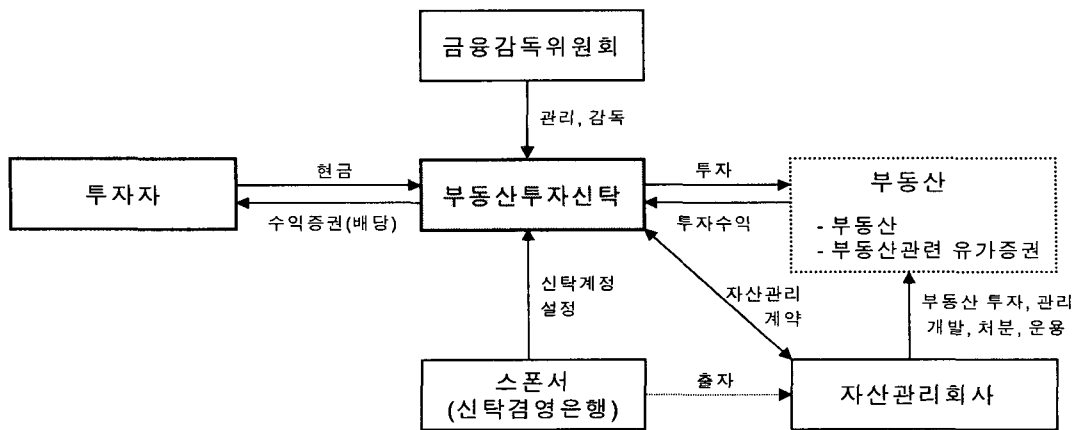 금융감독위원회
관리, 감독
투자자
현금
수익증권(배당)
부동산투자신탁
투자
투자수익
부동산
- 부동산
- 부동산관련 유가증권
신탁계정
설정
자산관리
계약
부동산 투자, 관리
개발, 처분, 운용
스폰서
(신탁겸영은행)
출자
자산관리회사